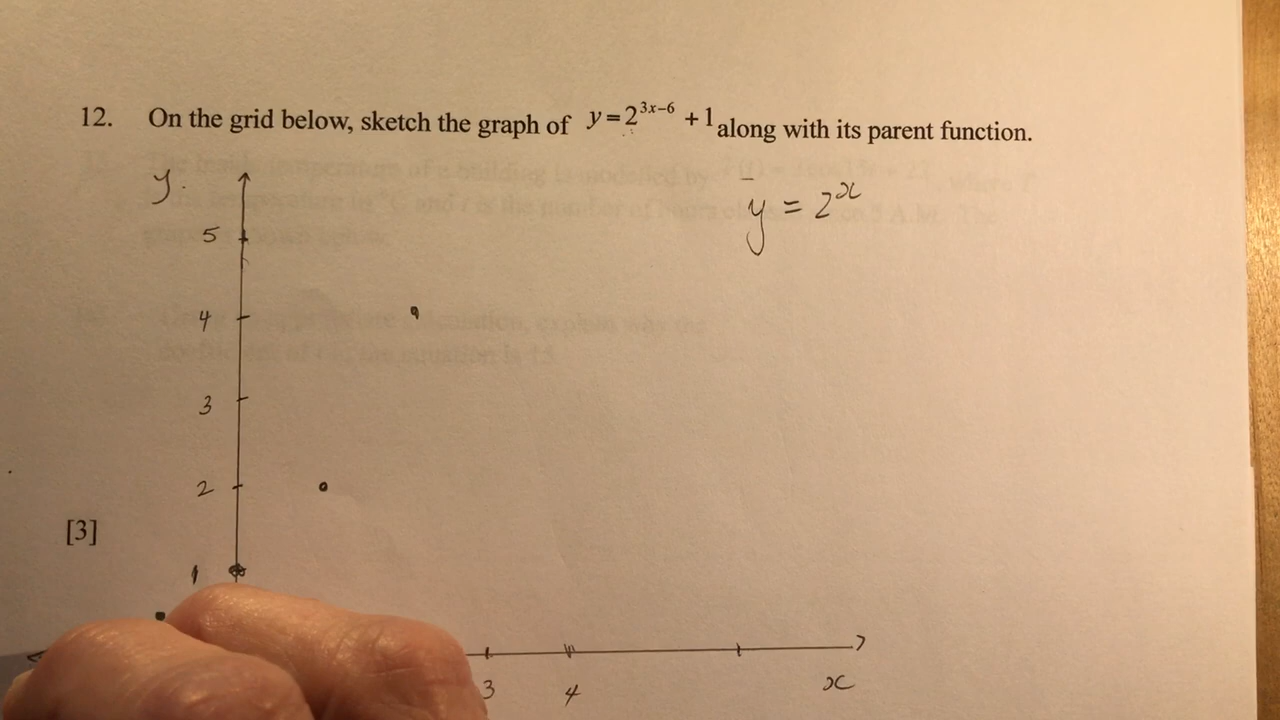 12. On the grid below, sketch the graph of y=2^{3x-6} +1 along with its parent function.
y.
y = 2^x
5
4
3
2
[3]
1
3 4 x